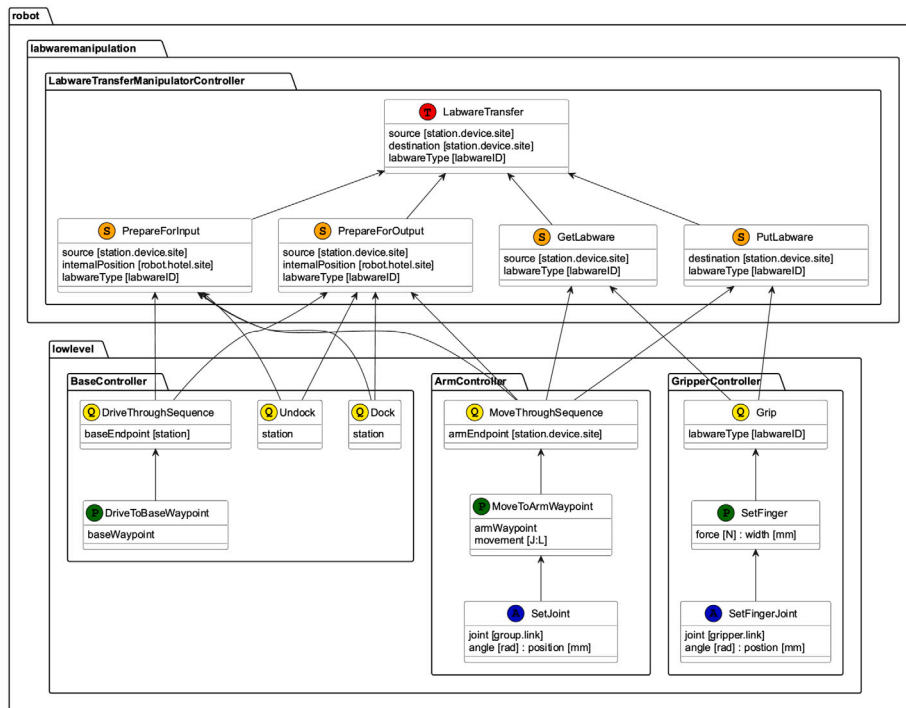 robot
labwaremanipulation
LabwareTransferManipulatorController
T LabwareTransfer
source [station.device.site]
destination [station.device.site]
labwareType [labwareID]
S PrepareForInput
source [station.device.site]
internalPosition [robot.hotel.site]
labwareType [labwareID]
S PrepareForOutput
source [station.device.site]
internalPosition [robot.hotel.site]
labwareType [labwareID]
S GetLabware
source [station.device.site]
labwareType [labwareID]
S PutLabware
destination [station.device.site]
labwareType [labwareID]
lowlevel
BaseController
Q DriveThroughSequence
baseEndpoint [station]
Q Undock
station
Q Dock
station
P DriveToBaseWaypoint
baseWaypoint
ArmController
Q MoveThroughSequence
armEndpoint [station.device.site]
P MoveToArmWaypoint
armWaypoint
movement [J:L]
A SetJoint
joint [group.link]
angle [rad] : position [mm]
GripperController
Q Grip
labwareType [labwareID]
P SetFinger
force [N] : width [mm]
A SetFingerJoint
joint [gripper.link]
angle [rad] : postion [mm]